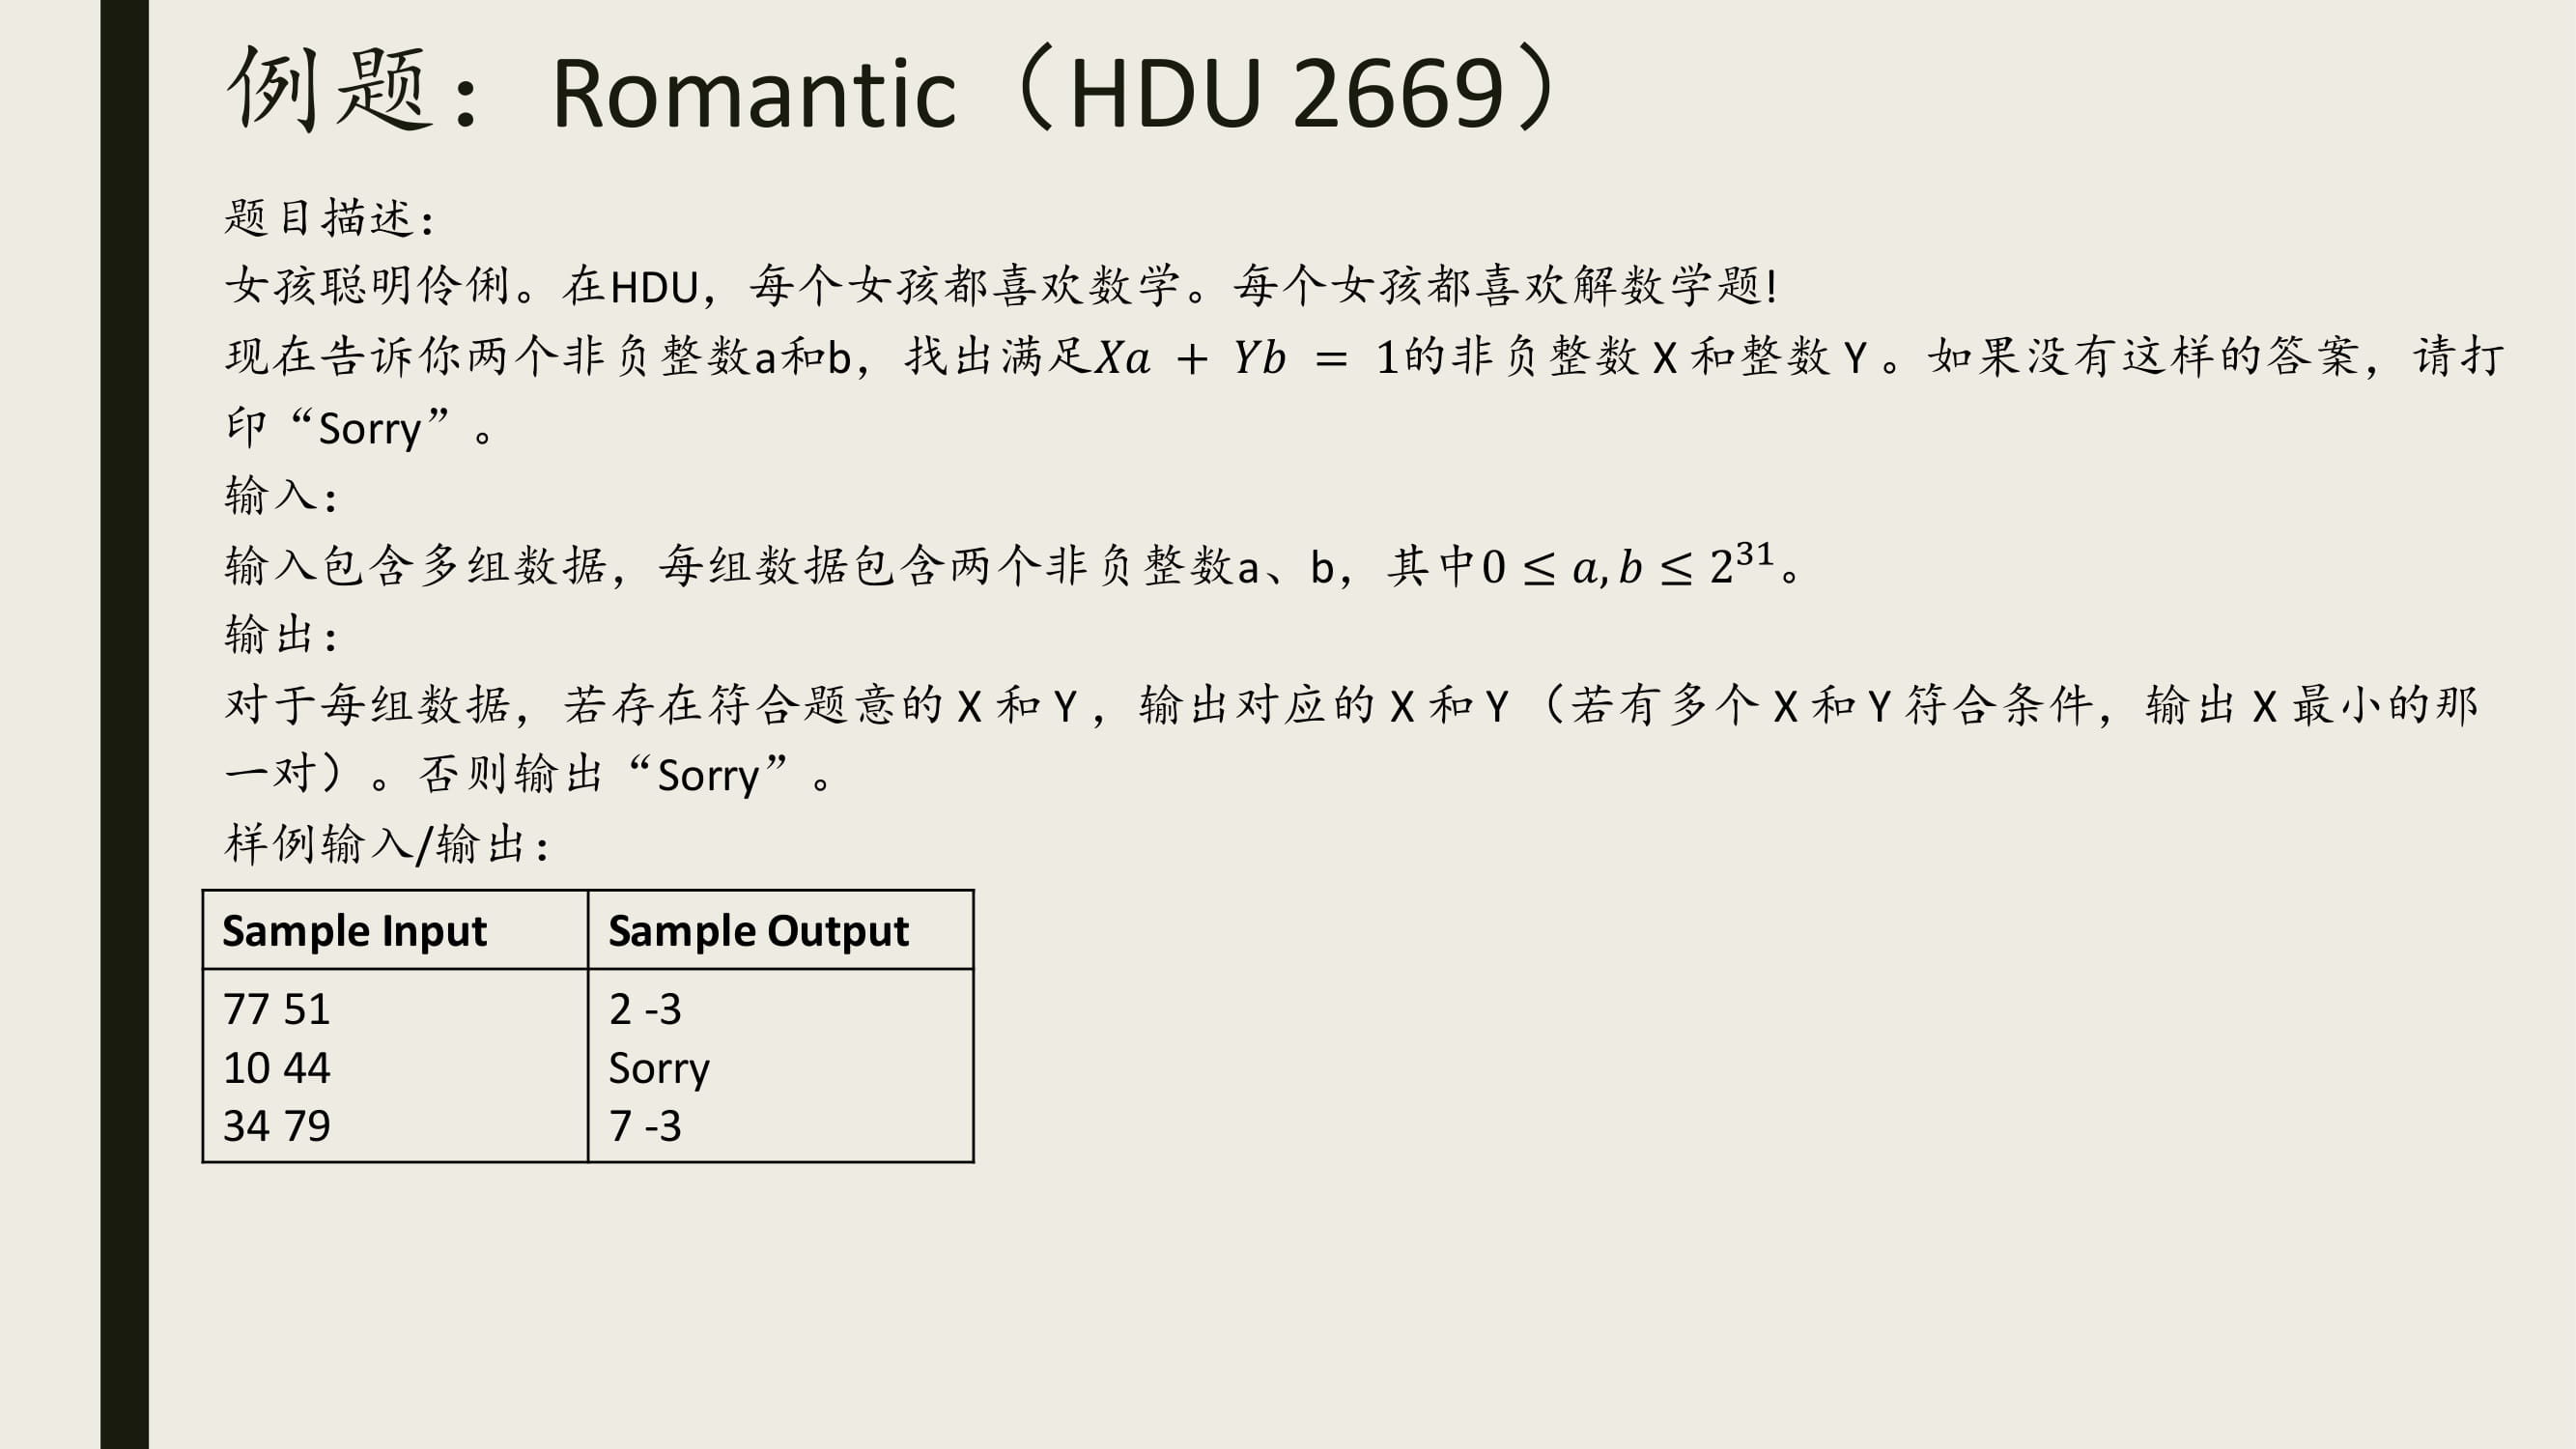 例题：Romantic（HDU 2669）
题目描述：
女孩聪明伶俐。在HDU，每个女孩都喜欢数学。每个女孩都喜欢解数学题!
现在告诉你两个非负整数a和b，找出满足Xa + Yb = 1的非负整数 X 和整数 Y 。如果没有这样的答案，请打
印“Sorry”。
输入：
输入包含多组数据，每组数据包含两个非负整数a、b，其中0 ≤ a, b ≤ 2³¹。
输出：
对于每组数据，若存在符合题意的 X 和 Y ，输出对应的 X 和 Y （若有多个 X 和 Y 符合条件，输出 X 最小的那
一对）。否则输出“Sorry”。
样例输入/输出：
Sample Input Sample Output
77 51 2 -3
10 44 Sorry
34 79 7 -3